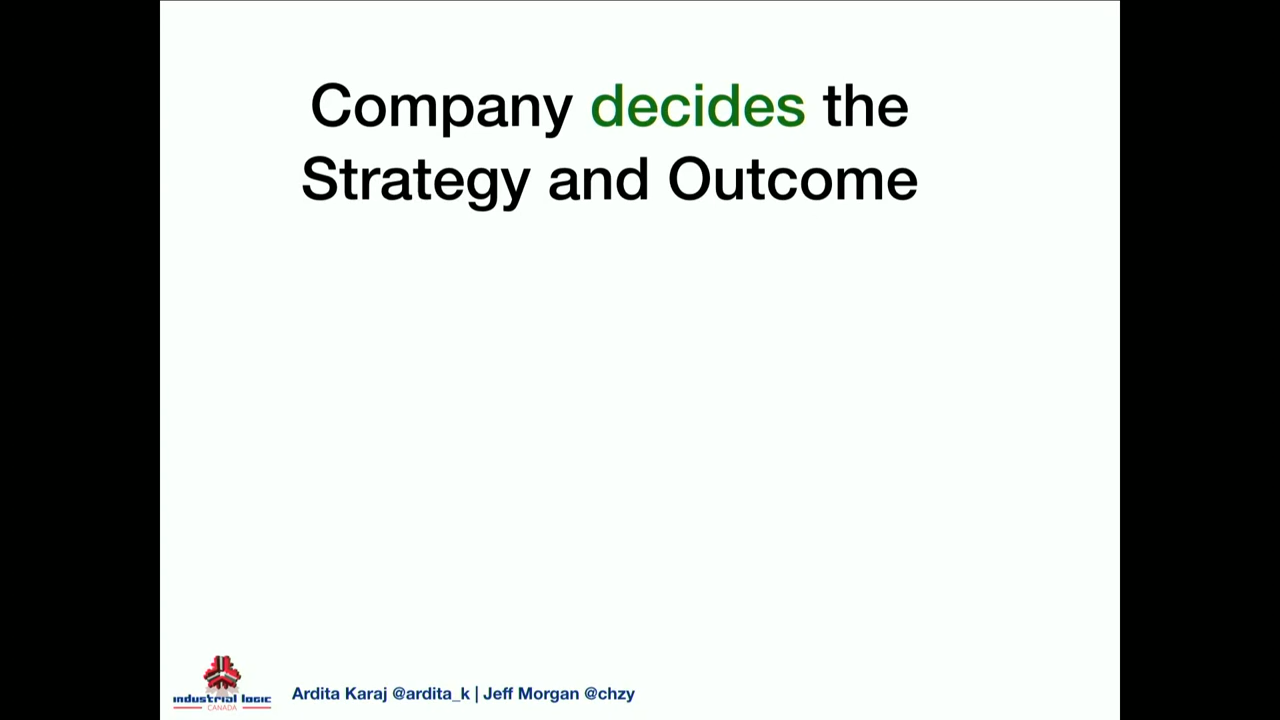 Company decides the
Strategy and Outcome
industrial logic
CANADA
Ardita Karaj @ardita_k | Jeff Morgan @chzy